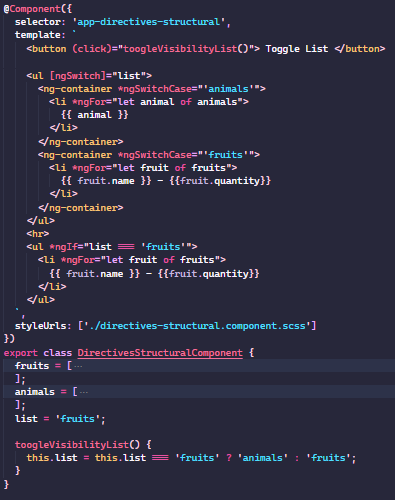 @Component({
  selector: 'app-directives-structural',
  template: `
    <button (click)="toogleVisibilityList()"> Toggle List </button>

    <ul [ngSwitch]="list">
      <ng-container *ngSwitchCase="'animals'">
        <li *ngFor="let animal of animals">
          {{ animal }}
        </li>
      </ng-container>
      <ng-container *ngSwitchCase="'fruits'">
        <li *ngFor="let fruit of fruits">
          {{ fruit.name }} - {{fruit.quantity}}
        </li>
      </ng-container>
    </ul>
    <hr>
    <ul *ngIf="list === 'fruits'">
      <li *ngFor="let fruit of fruits">
        {{ fruit.name }} - {{fruit.quantity}}
      </li>
    </ul>
  `,
  styleUrls: ['./directives-structural.component.scss']
})
export class DirectivesStructuralComponent {
  fruits = [ ···
  ];
  animals = [ ···
  ];
  list = 'fruits';

  toogleVisibilityList() {
    this.list = this.list === 'fruits' ? 'animals' : 'fruits';
  }
}